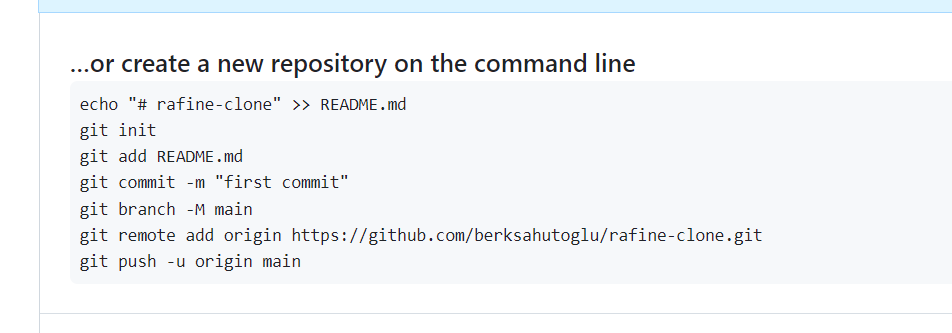 ...or create a new repository on the command line
echo "# rafine-clone" >> README.md
git init
git add README.md
git commit -m "first commit"
git branch -M main
git remote add origin https://github.com/berksahutoglu/rafine-clone.git
git push -u origin main